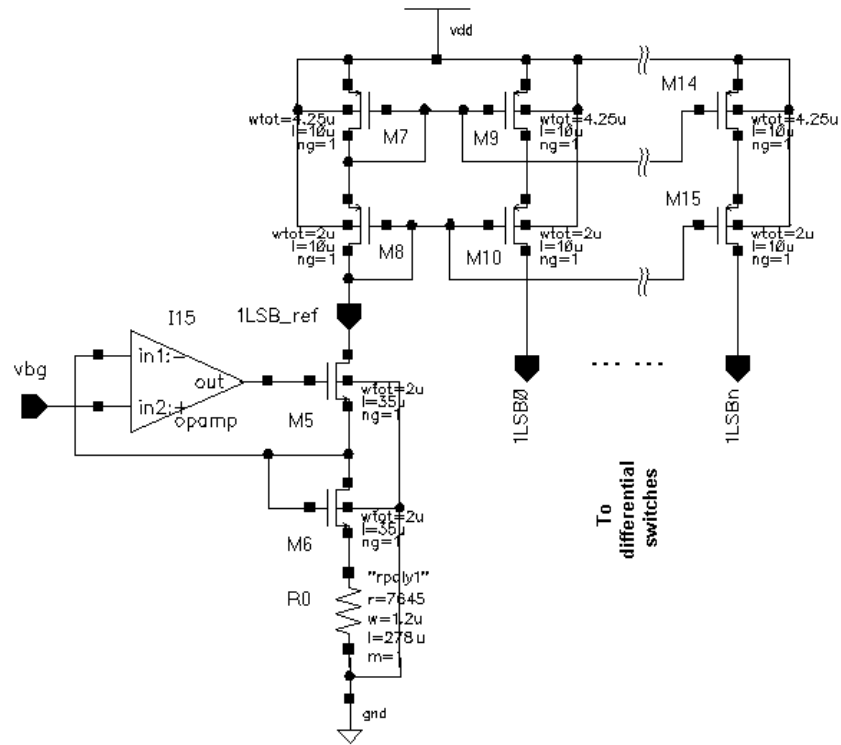 vdd
M14
wtot=4.25u
l=10u
ng=1
M7
M9
wtot=4.25u
l=10u
ng=1
wtot=4.25u
l=10u
ng=1
M15
wtot=2u
l=10u
ng=1
M8
M10
wtot=2u
l=10u
ng=1
wtot=2u
l=10u
ng=1
I15
1LSB_ref
vbg
in1:-
out
in2:+
opamp
M5
wtot=2u
l=35u
ng=1
1LSB0
... ...
1LSBn
M6
wtot=2u
l=35u
ng=1
To
differential
switches
R0
"rpoly1"
r=7645
w=1.2u
l=278u
m=1
gnd